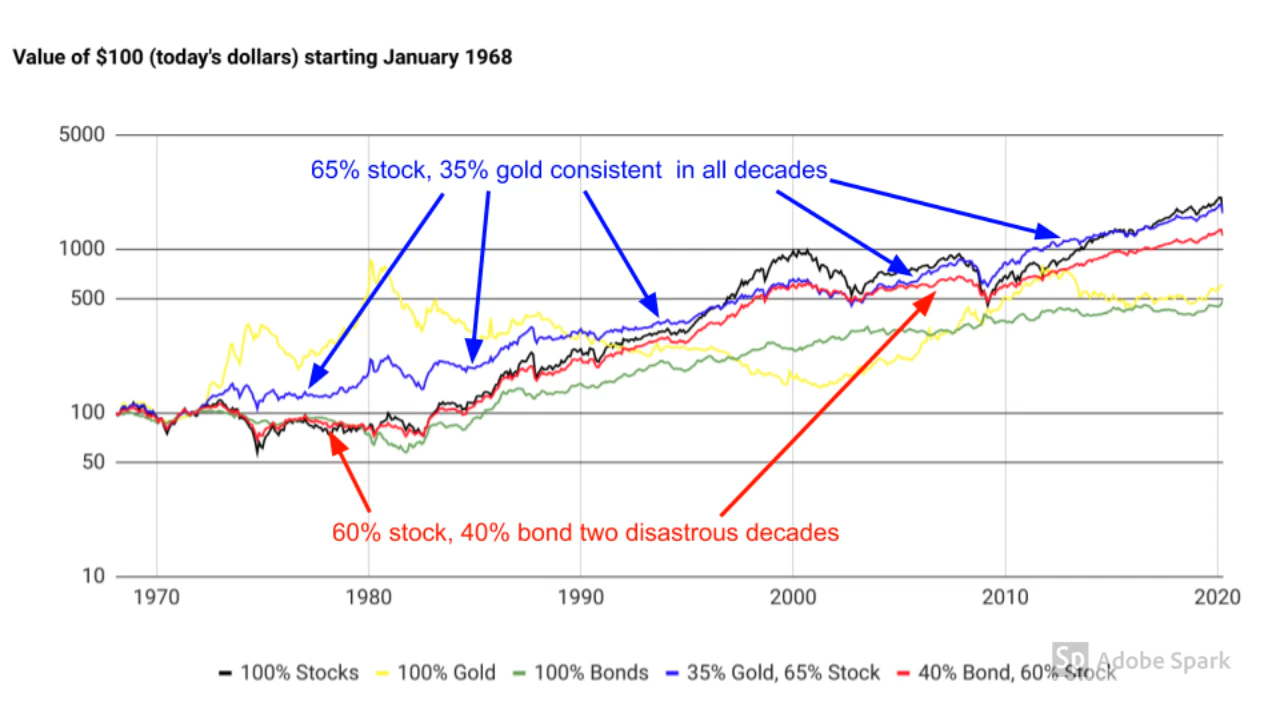 Value of $100 (today's dollars) starting January 1968
5000
65% stock, 35% gold consistent  in all decades
1000
500
100
50
60% stock, 40% bond two disastrous decades
10
1970 1980 1990 2000 2010 2020
100% Stocks 100% Gold 100% Bonds 35% Gold, 65% Stock 40% Bond, 60% Stock
Sp Adobe Spark